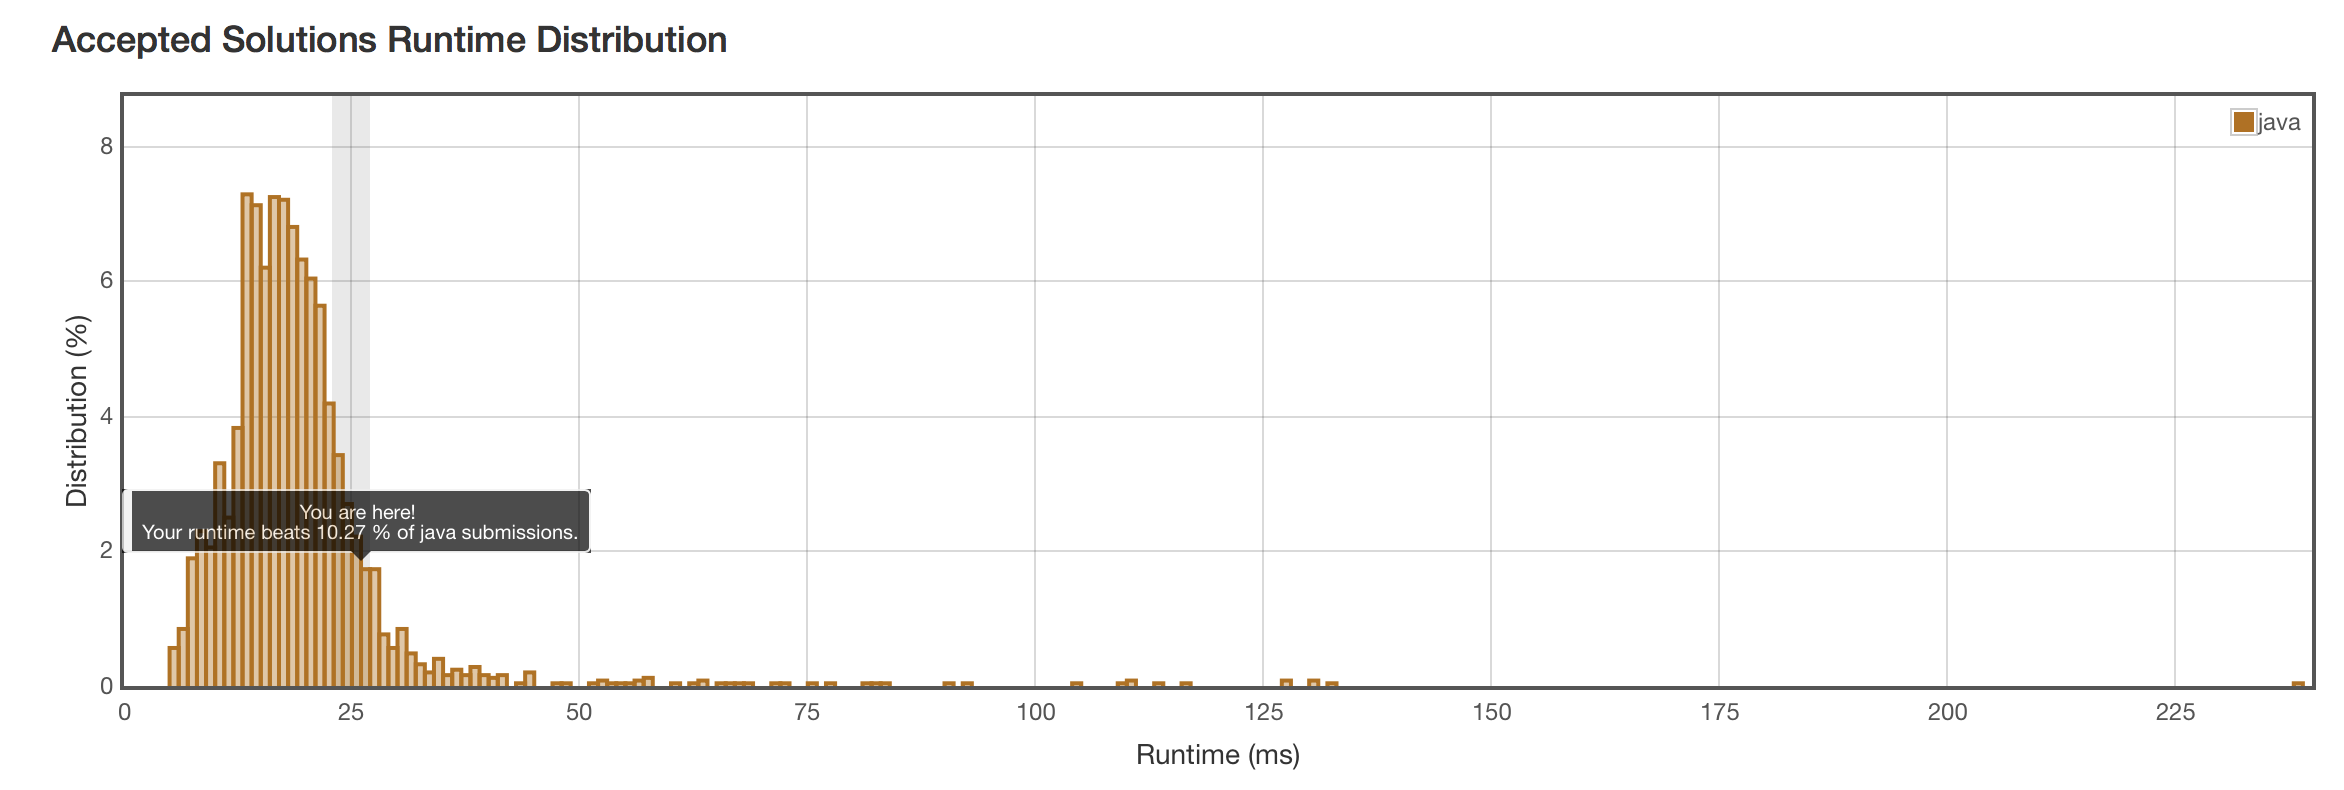 Accepted Solutions Runtime Distribution
java
Distribution (%)
8
6
4
2
0
You are here!
Your runtime beats 10.27 % of java submissions.
0 25 50 75 100 125 150 175 200 225
Runtime (ms)